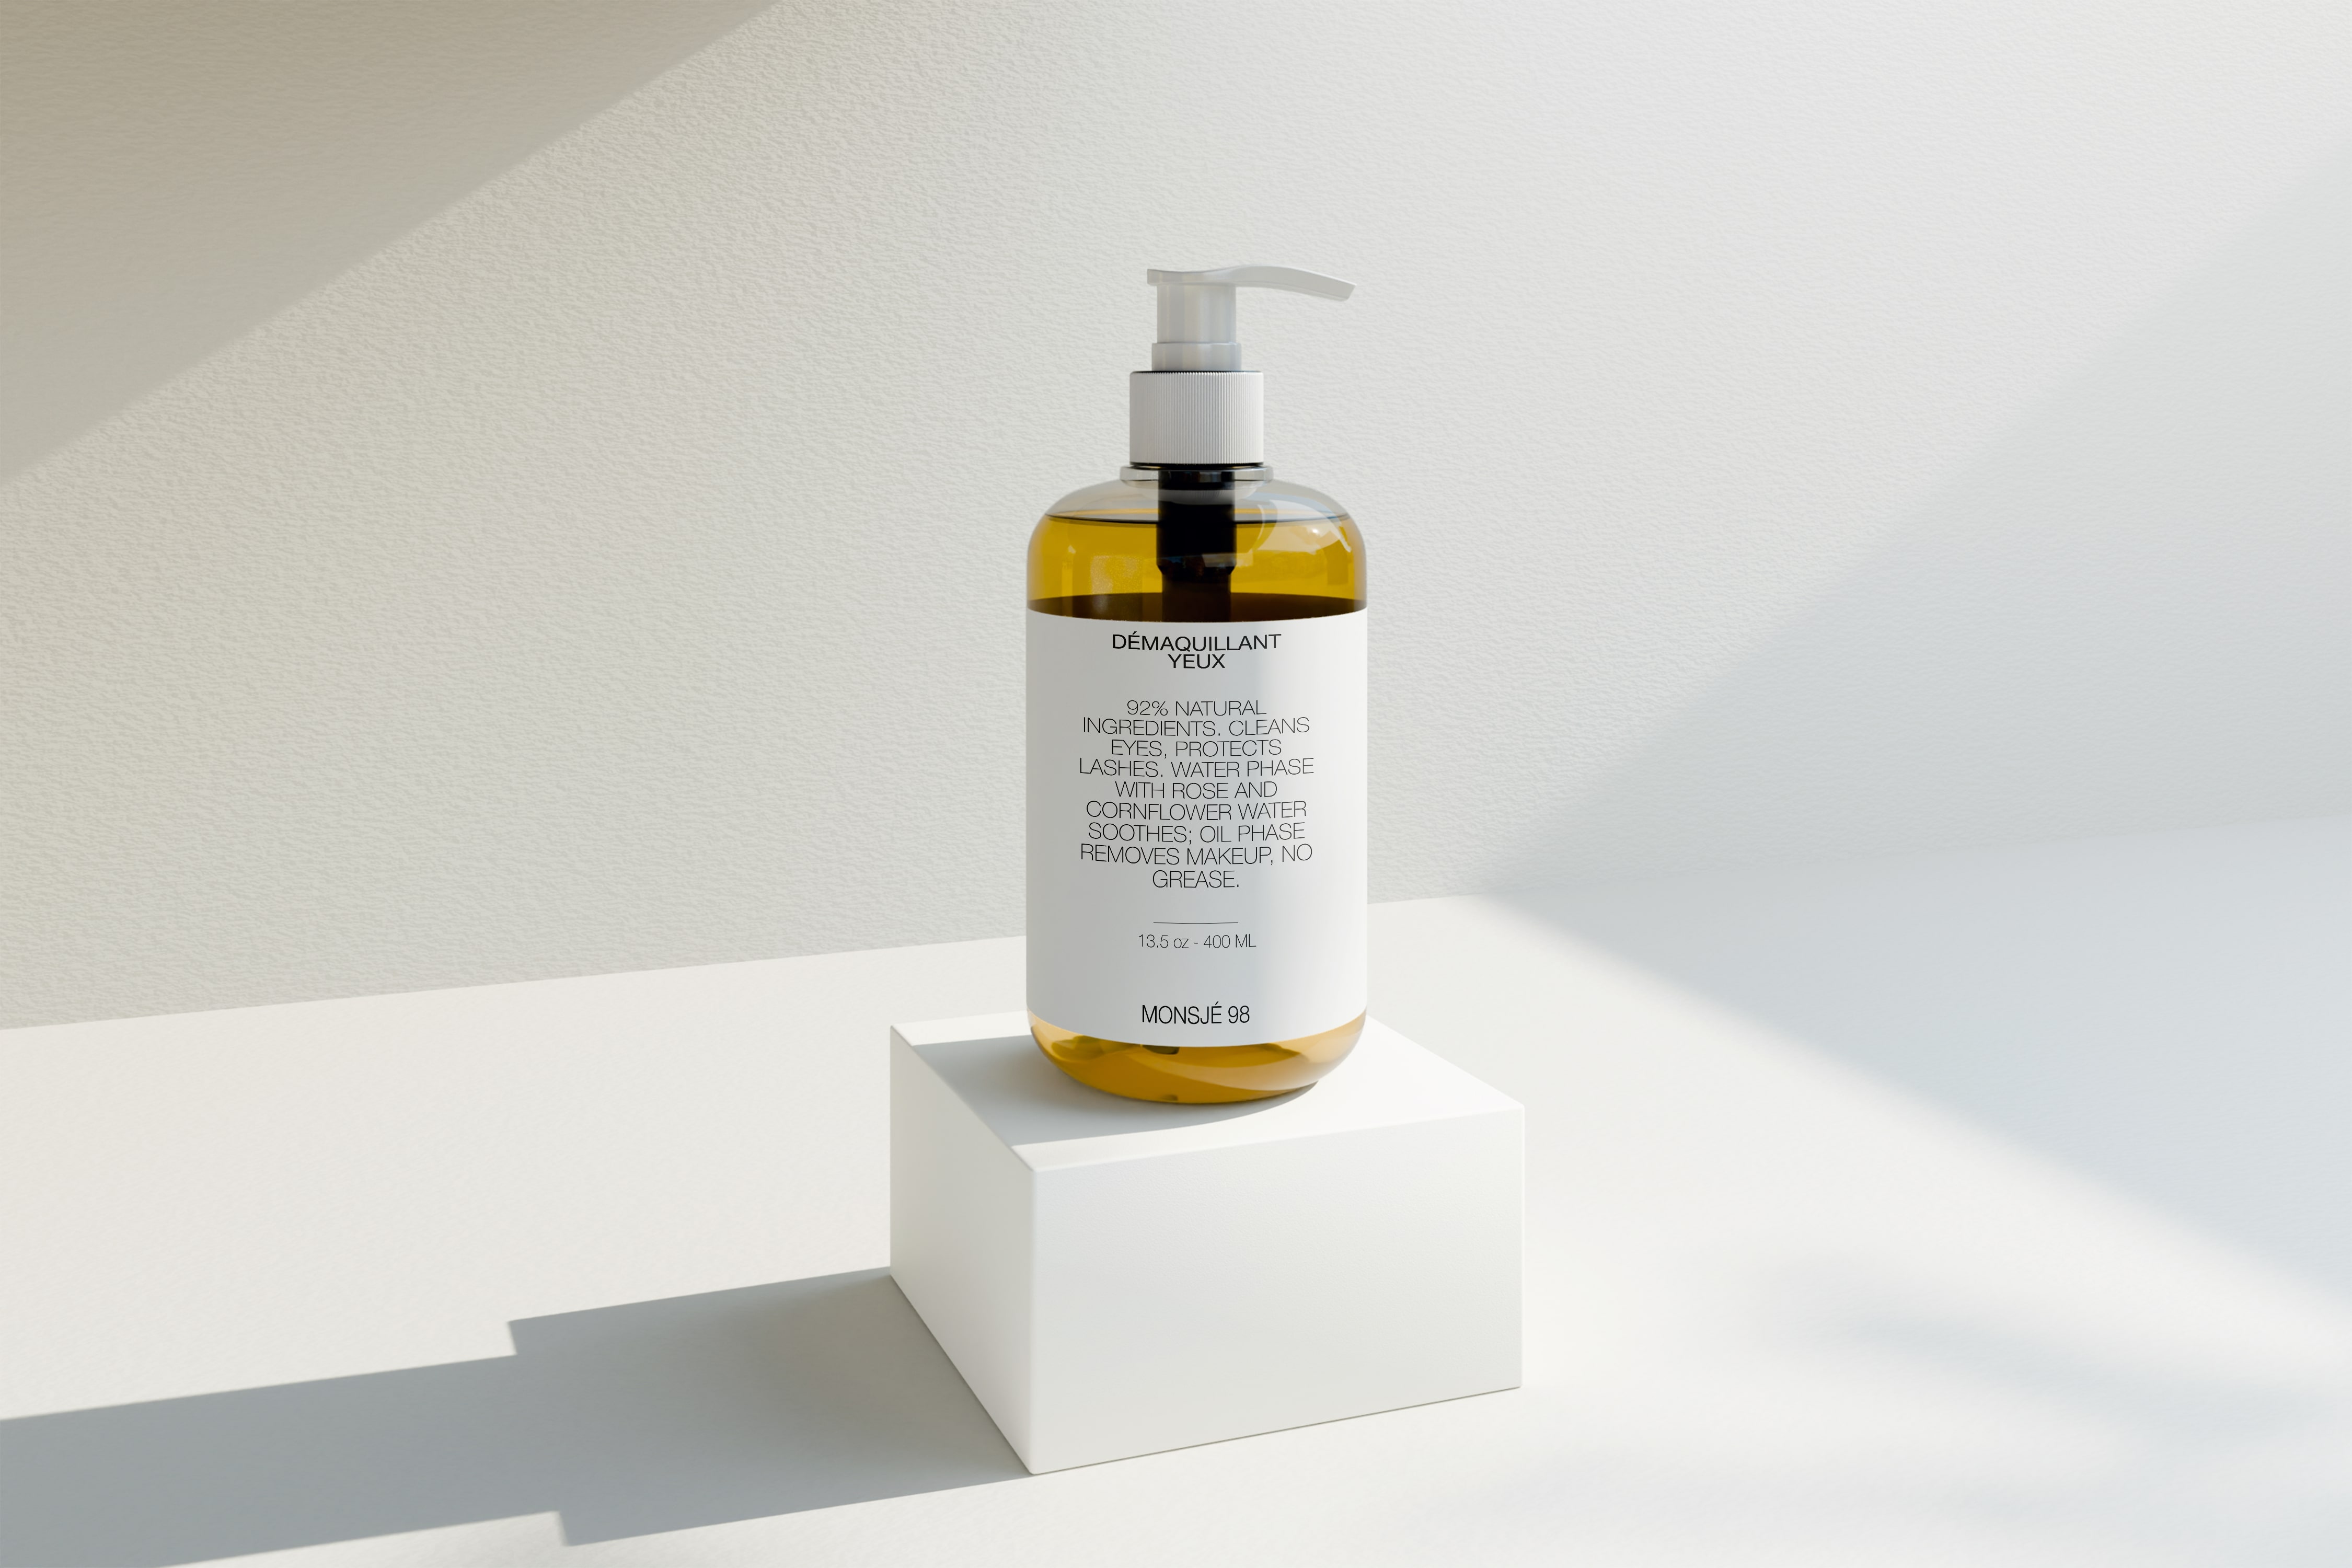 DÉMAQUILLANT
YEUX
92% NATURAL
INGREDIENTS. CLEANS
EYES, PROTECTS
LASHES. WATER PHASE
WITH ROSE AND
CORNFLOWER WATER
SOOTHES; OIL PHASE
REMOVES MAKEUP, NO
GREASE.
13.5 oz - 400 ML
MONSJÉ 98